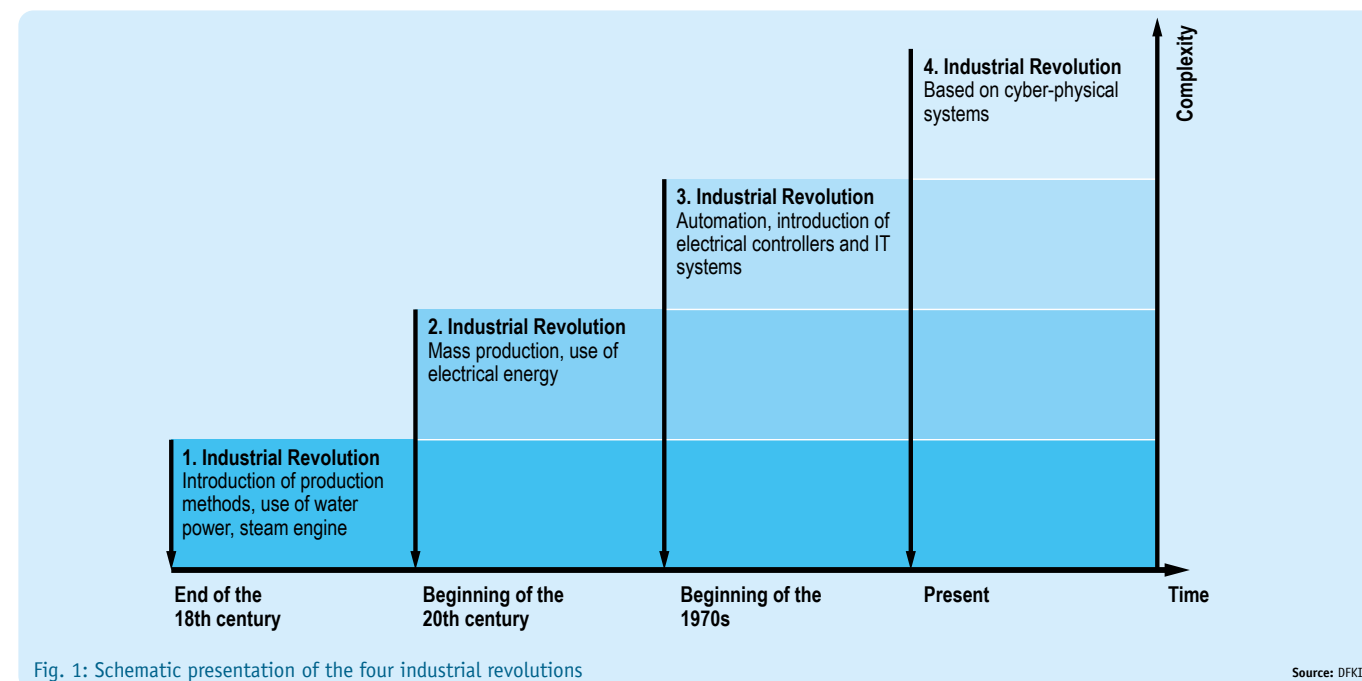 Complexity
4. Industrial Revolution
Based on cyber-physical
systems
3. Industrial Revolution
Automation, introduction of
electrical controllers and IT
systems
2. Industrial Revolution
Mass production, use of
electrical energy
1. Industrial Revolution
Introduction of production
methods, use of water
power, steam engine
End of the
18th century
Beginning of the
20th century
Beginning of the
1970s
Present
Time
Fig. 1: Schematic presentation of the four industrial revolutions
Source: DFKI